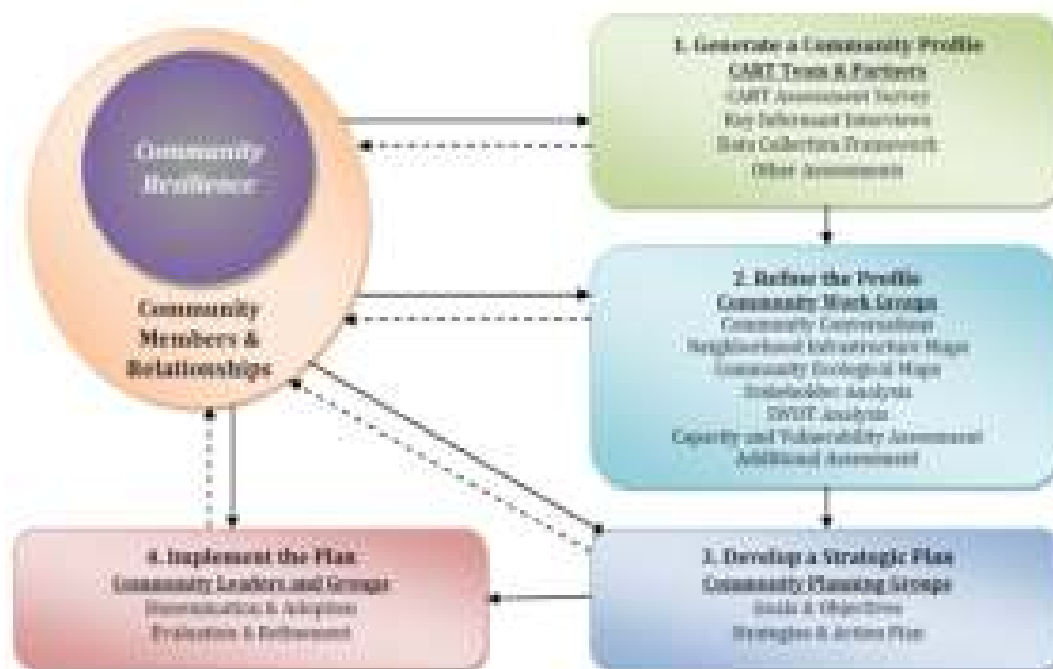 Community
Resilience
Community
Members &
Relationships
1. Generate a Community Profile
CART Team & Partners
CART Assessment Survey
Key Informant Interviews
Data Collection Framework
Other Assessments
2. Refine the Profile
Community Work Groups
Community Conversations
Neighborhood Infrastructure Maps
Community Ecological Maps
Stakeholder Analysis
SWOT Analysis
Capacity and Vulnerability Assessment
Additional Assessment
3. Develop a Strategic Plan
Community Planning Groups
Goals & Objectives
Strategies & Action Plan
4. Implement the Plan
Community Leaders and Groups
Dissemination & Adoption
Evaluation & Refinement